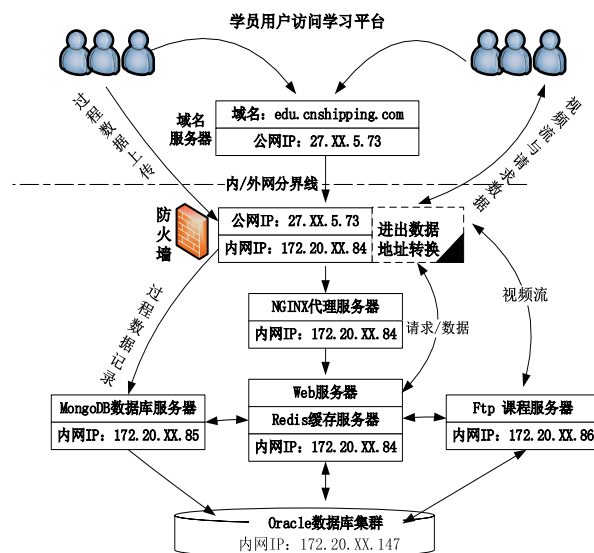 学员用户访问学习平台
过程数据上传
视频流与请求数据
域名服务器
域名: edu.cnshipping.com
公网IP: 27.XX.5.73
内/外网分界线
防火墙
公网IP: 27.XX.5.73
内网IP: 172.20.XX.84
进出数据
地址转换
过程数据记录
NGINX代理服务器
内网IP: 172.20.XX.84
请求/数据
视频流
Web服务器
Redis缓存服务器
内网IP: 172.20.XX.84
MongoDB数据库服务器
内网IP: 172.20.XX.85
Ftp 课程服务器
内网IP: 172.20.XX.86
Oracle数据库集群
内网IP: 172.20.XX.147